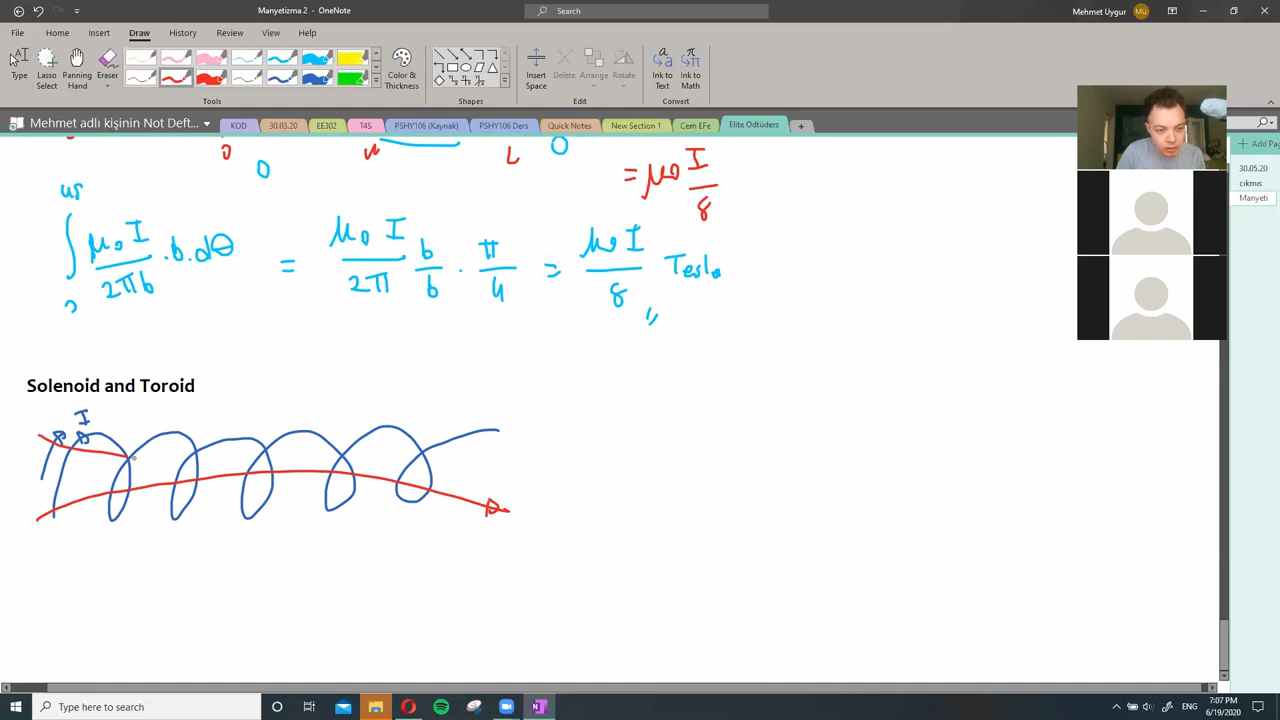 Manyetizma 2 - OneNote
Search
Mehmet Uygur
MU
File Home Insert Draw History Review View Help
Type
Lasso Select
Panning Hand
Eraser
Color & Thickness
Insert Space
Delete
Arrange
Rotate
Ink to Text
Ink to Math
Tools
Shapes
Edit
Convert
Mehmet adlı kişinin Not Deft...
KOD 30.03.20 EE302 T4S PSHY106 (Kaynak) PSHY106 Ders Quick Notes New Section 1 Cem EFe Elite Odtüders
Add Pag
30.05.20
cıkmıs
Manyeti
= μ0 I/8
∫ μ0 I / 2πb . b . dθ = μ0 I / 2π b/b . π/4 = μ0 I / 8 Tesla
Solenoid and Toroid
I
Type here to search
ENG
7:07 PM
6/19/2020